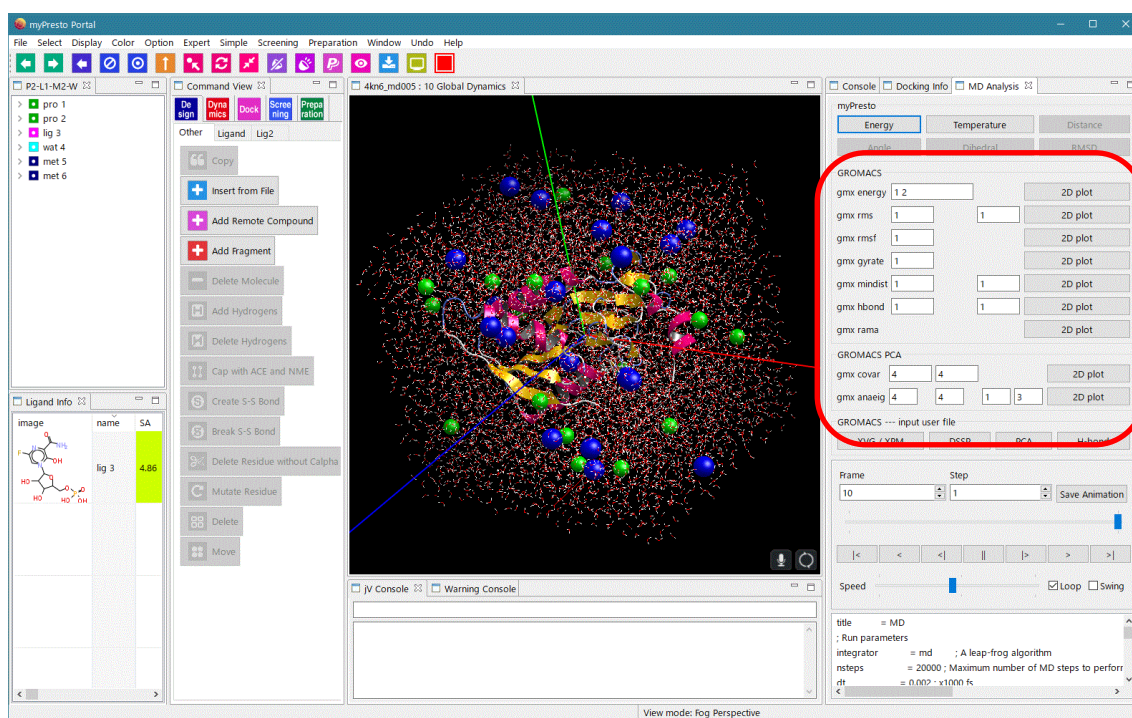 myPresto Portal
File Select Display Color Option Expert Simple Screening Preparation Window Undo Help
P2-L1-M2-W
pro 1
pro 2
lig 3
wat 4
met 5
met 6
Ligand Info
image name SA
lig 3 4.86
Command View
De sign
Dyna mics
Dock
Scree ning
Prepa ration
Other Ligand Lig2
Copy
Insert from File
Add Remote Compound
Add Fragment
Delete Molecule
Add Hydrogens
Delete Hydrogens
Cap with ACE and NME
Create S-S Bond
Break S-S Bond
Delete Residue without Calpha
Mutate Residue
Delete
Move
4kn6_md005 : 10 Global Dynamics
jV Console Warning Console
View mode: Fog Perspective
Console Docking Info MD Analysis
myPresto
Energy Temperature Distance
Angle Dihedral RMSD
GROMACS
gmx energy 1 2 2D plot
gmx rms 1 1 2D plot
gmx rmsf 1 2D plot
gmx gyrate 1 2D plot
gmx mindist 1 1 2D plot
gmx hbond 1 1 2D plot
gmx rama 2D plot
GROMACS PCA
gmx covar 4 4 2D plot
gmx anaeig 4 4 1 3 2D plot
GROMACS --- input user file
XVG / XPM DSSP PCA H-bond
Frame Step
10 1 Save Animation
|< < <| || |> > >|
Speed Loop Swing
title = MD
; Run parameters
integrator = md ; A leap-frog algorithm
nsteps = 20000 ; Maximum number of MD steps to perform
dt = 0.002 ; x1000 fs